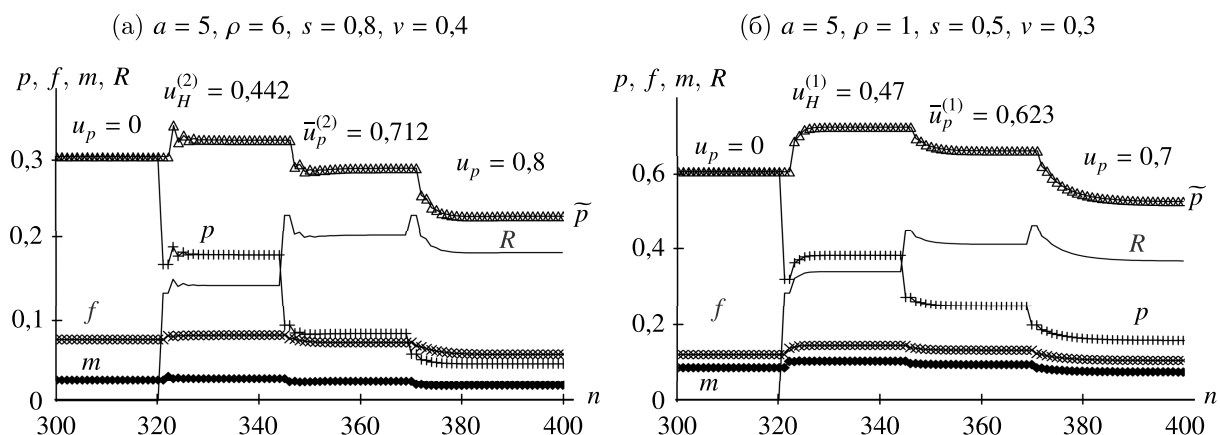 (а) a = 5, ρ = 6, s = 0,8, v = 0,4
p, f, m, R
u_H^{(2)} = 0,442
u_p = 0
ū_p^{(2)} = 0,712
u_p = 0,8
0,3
p̃
p
R
0,2
f
0,1
m
0
n
300 320 340 360 380 400
(б) a = 5, ρ = 1, s = 0,5, v = 0,3
p, f, m, R
u_H^{(1)} = 0,47
ū_p^{(1)} = 0,623
u_p = 0
u_p = 0,7
0,6
p̃
R
0,4
f
p
0,2
m
0
n
300 320 340 360 380 400